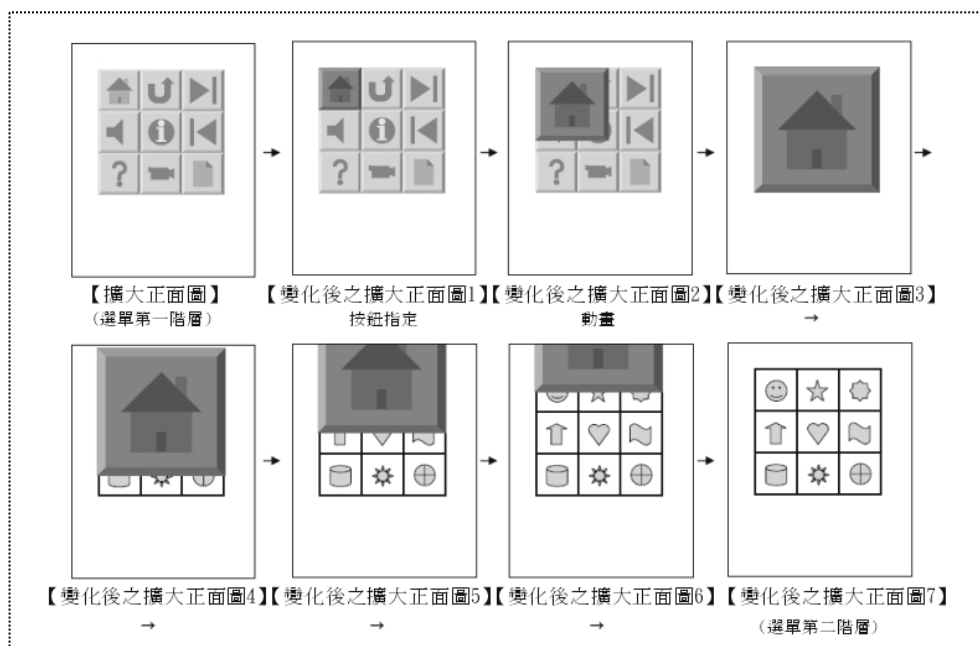 【擴大正面圖】
(選單第一階層)
【變化後之擴大正面圖1】
按鈕指定
【變化後之擴大正面圖2】
動畫
【變化後之擴大正面圖3】
→
【變化後之擴大正面圖4】
→
【變化後之擴大正面圖5】
→
【變化後之擴大正面圖6】
→
【變化後之擴大正面圖7】
(選單第二階層)